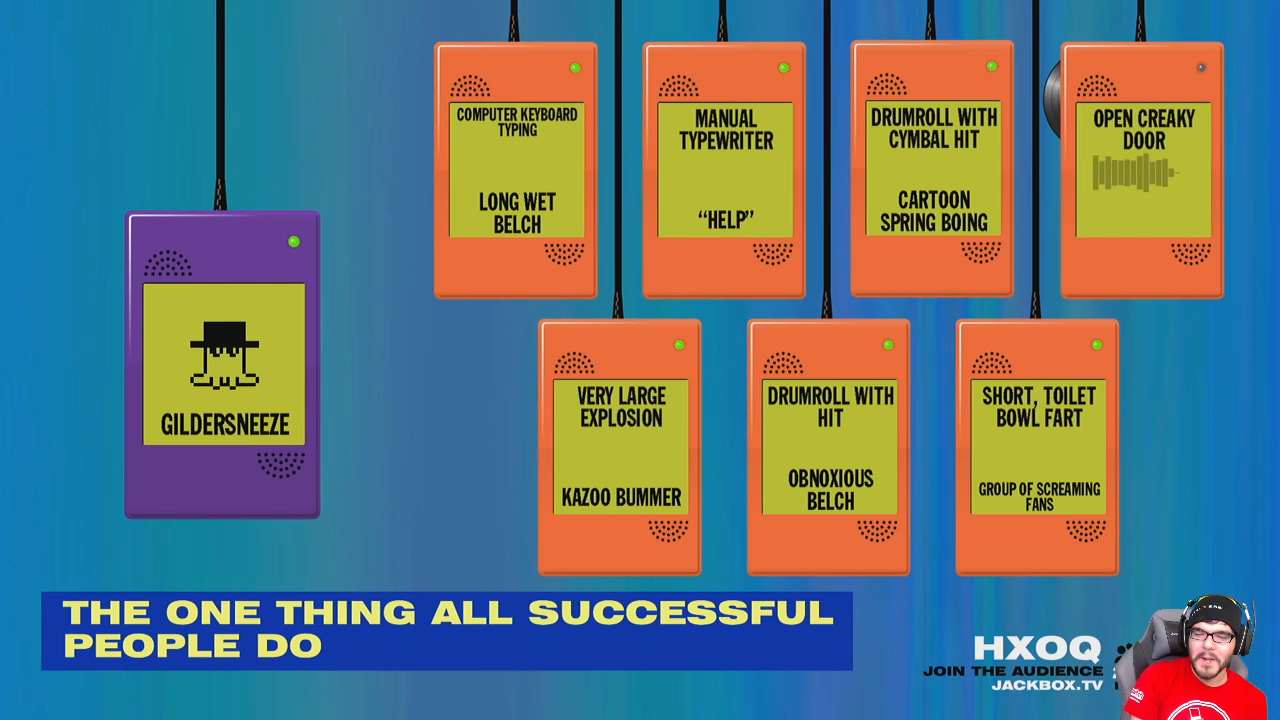 COMPUTER KEYBOARD
TYPING
LONG WET
BELCH
MANUAL
TYPEWRITER
“HELP”
DRUMROLL WITH
CYMBAL HIT
CARTOON
SPRING BOING
OPEN CREAKY
DOOR
GILDERSNEEZE
VERY LARGE
EXPLOSION
KAZOO BUMMER
DRUMROLL WITH
HIT
OBNOXIOUS
BELCH
SHORT, TOILET
BOWL FART
GROUP OF SCREAMING
FANS
THE ONE THING ALL SUCCESSFUL
PEOPLE DO
HXOQ
JOIN THE AUDIENCE
JACKBOX.TV